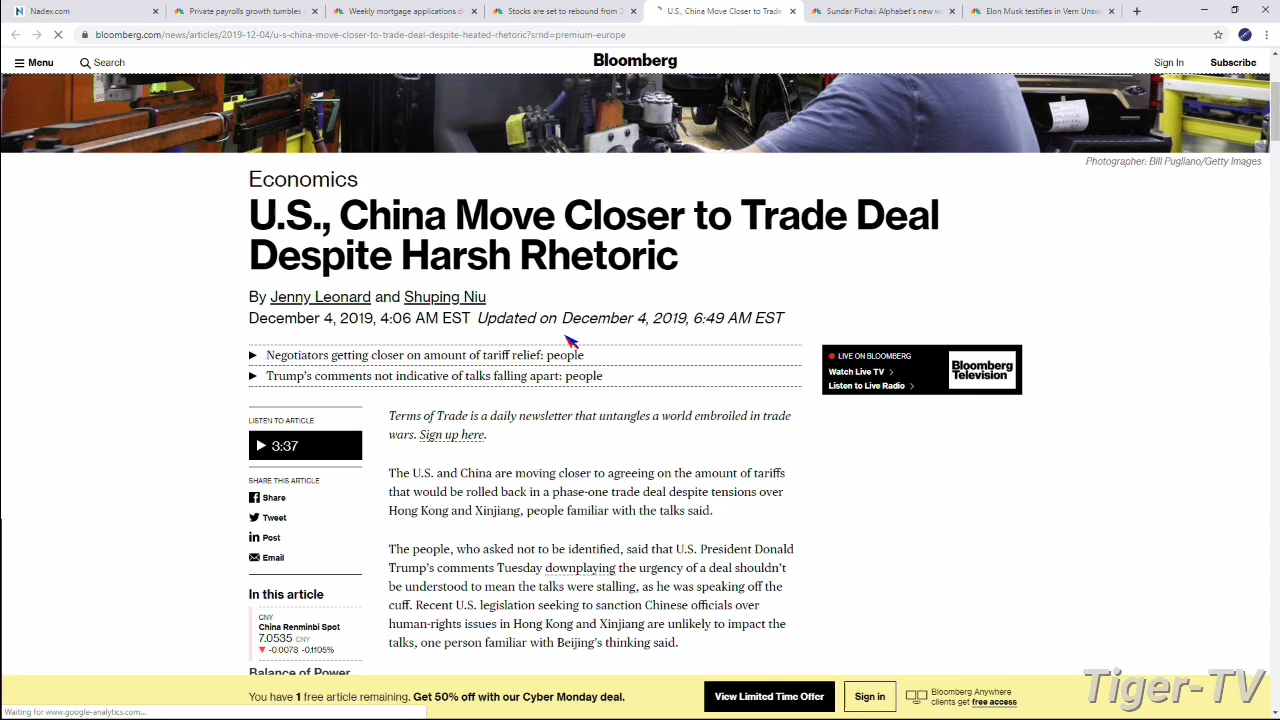 Nadex.com
Private payrolls growth tumbles
Weekly mortgage applications d
Stocks are set to rebound from 3
U.S., China Move Closer to Trade
Sundar Pichai: Alphabet's new
Elon Musk testifies in Vern Unsw
bloomberg.com/news/articles/2019-12-04/u-s-china-move-closer-to-trade-deal-despite-heated-rhetoric?srnd=premium-europe
Menu
Search
Bloomberg
Sign In
Subscribe
Photographer: Bill Pugliano/Getty Images
Economics
U.S., China Move Closer to Trade Deal
Despite Harsh Rhetoric
By Jenny Leonard and Shuping Niu
December 4, 2019, 4:06 AM EST Updated on December 4, 2019, 6:49 AM EST
Negotiators getting closer on amount of tariff relief: people
Trump's comments not indicative of talks falling apart: people
LIVE ON BLOOMBERG
Watch Live TV
Listen to Live Radio
Bloomberg
Television
LISTEN TO ARTICLE
3:37
SHARE THIS ARTICLE
Share
Tweet
Post
Email
In this article
CNY
China Renminbi Spot
7.0535 CNY
-0.0078 -0.1105%
Balance of Power
Terms of Trade is a daily newsletter that untangles a world embroiled in trade
wars. Sign up here.
The U.S. and China are moving closer to agreeing on the amount of tariffs
that would be rolled back in a phase-one trade deal despite tensions over
Hong Kong and Xinjiang, people familiar with the talks said.
The people, who asked not to be identified, said that U.S. President Donald
Trump's comments Tuesday downplaying the urgency of a deal shouldn't
be understood to mean the talks were stalling, as he was speaking off the
cuff. Recent U.S. legislation seeking to sanction Chinese officials over
human-rights issues in Hong Kong and Xinjiang are unlikely to impact the
talks, one person familiar with Beijing's thinking said.
You have 1 free article remaining. Get 50% off with our Cyber Monday deal.
View Limited Time Offer
Sign in
Bloomberg Anywhere
clients get free access
Waiting for www.google-analytics.com...
Tiger TV